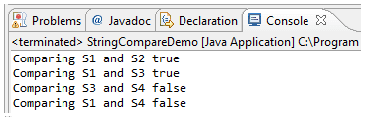 Problems @ Javadoc Declaration Console
<terminated> StringCompareDemo [Java Application] C:\Program
Comparing S1 and S2 true
Comparing S1 and S3 true
Comparing S3 and S4 false
Comparing S1 and S4 false